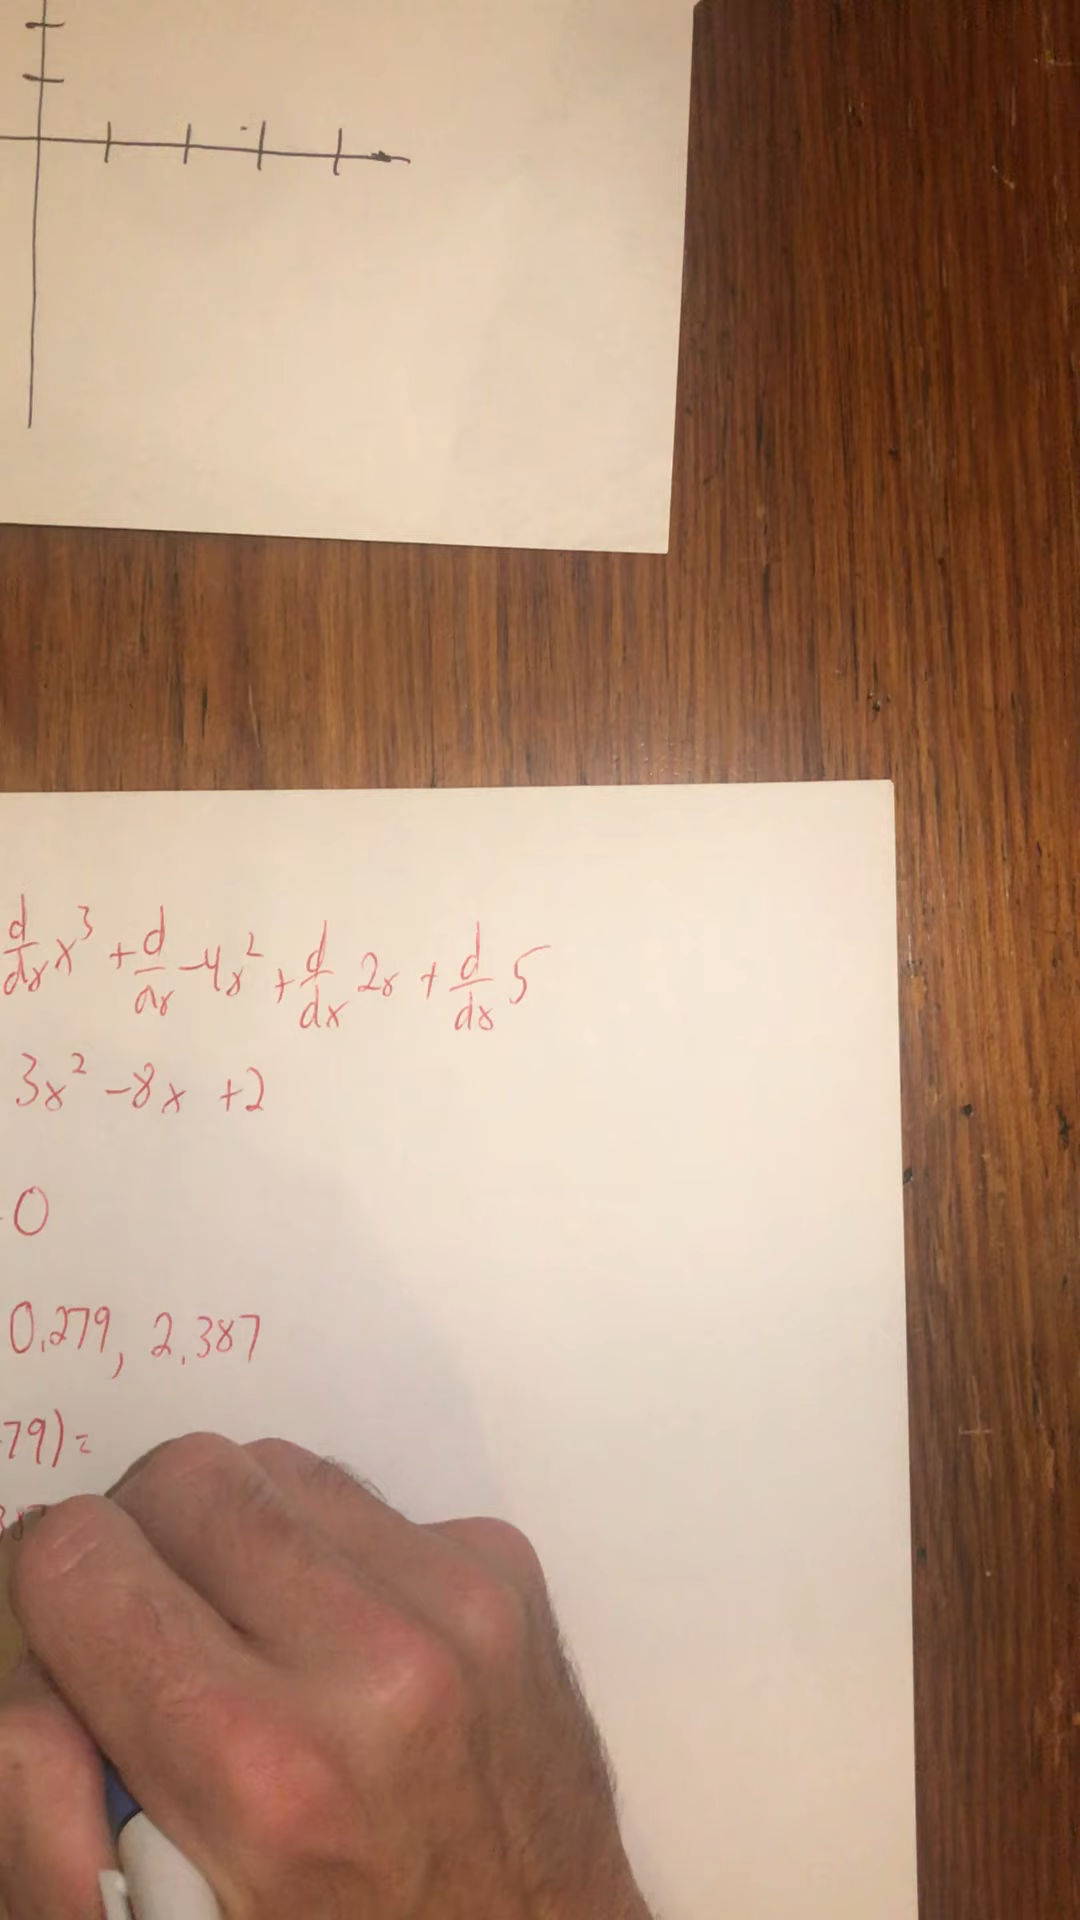 d/dx x³ + d/dx -4x² + d/dx 2x + d/dx 5
3x² -8x +2
0
0.279, 2.387
79) =